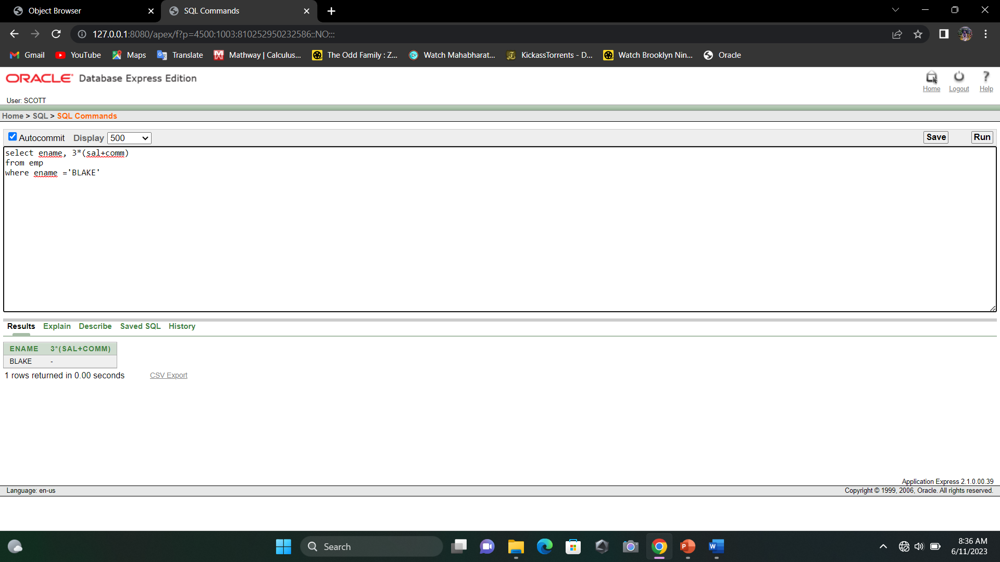 Object Browser
SQL Commands
127.0.0.1:8080/apex/f?p=4500:1003:810252950232586::NO:::
Gmail YouTube Maps Translate Mathway | Calculus... The Odd Family : Z... Watch Mahabharat... KickassTorrents - D... Watch Brooklyn Nin... Oracle
ORACLE Database Express Edition
Home Logout Help
User: SCOTT
Home > SQL > SQL Commands
Autocommit Display 500 Save Run
select ename, 3*(sal+comm)
from emp
where ename ='BLAKE'
Results Explain Describe Saved SQL History
ENAME 3*(SAL+COMM)
BLAKE -
1 rows returned in 0.00 seconds CSV Export
Application Express 2.1.0.00.39
Language: en-us Copyright © 1999, 2006, Oracle. All rights reserved.
Search
8:36 AM
6/11/2023